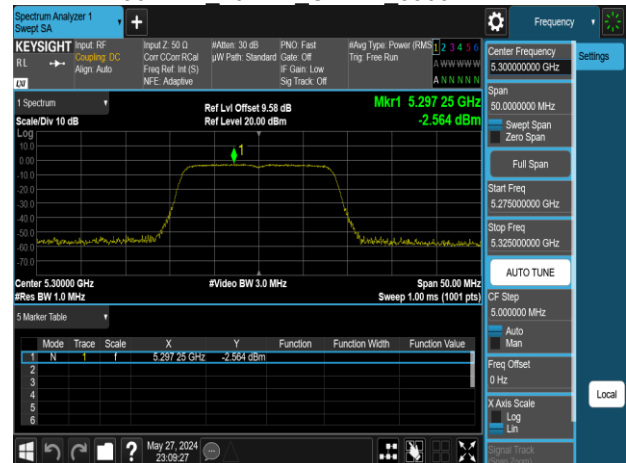 Spectrum Analyzer 1
Swept SA
+
Frequency
KEYSIGHT
RL
LXI
Input: RF
Coupling: DC
Align: Auto
Input Z: 50 Ω
Corr CCorr RCal
Freq Ref: Int (S)
NFE: Adaptive
#Atten: 30 dB
µW Path: Standard
PNO: Fast
Gate: Off
IF Gain: Low
Sig Track: Off
#Avg Type: Power (RMS
Trig: Free Run
1 2 3 4 5 6
A WWWWW
A N N N N N
1 Spectrum
Scale/Div 10 dB
Log
Ref Lvl Offset 9.58 dB
Ref Level 20.00 dBm
Mkr1 5.297 25 GHz
-2.564 dBm
1
10.0
0.00
-10.0
-20.0
-30.0
-40.0
-50.0
-60.0
-70.0
Center 5.30000 GHz
#Video BW 3.0 MHz
Span 50.00 MHz
#Res BW 1.0 MHz
Sweep 1.00 ms (1001 pts)
5 Marker Table
Mode Trace Scale X Y Function Function Width Function Value
1 N 1 f 5.297 25 GHz -2.564 dBm
2
3
4
5
6
?
May 27, 2024
23:09:27
Center Frequency
5.300000000 GHz
Settings
Span
50.0000000 MHz
Swept Span
Zero Span
Full Span
Start Freq
5.275000000 GHz
Stop Freq
5.325000000 GHz
AUTO TUNE
CF Step
5.000000 MHz
Auto
Man
Freq Offset
0 Hz
X Axis Scale
Log
Lin
Local
Signal Track